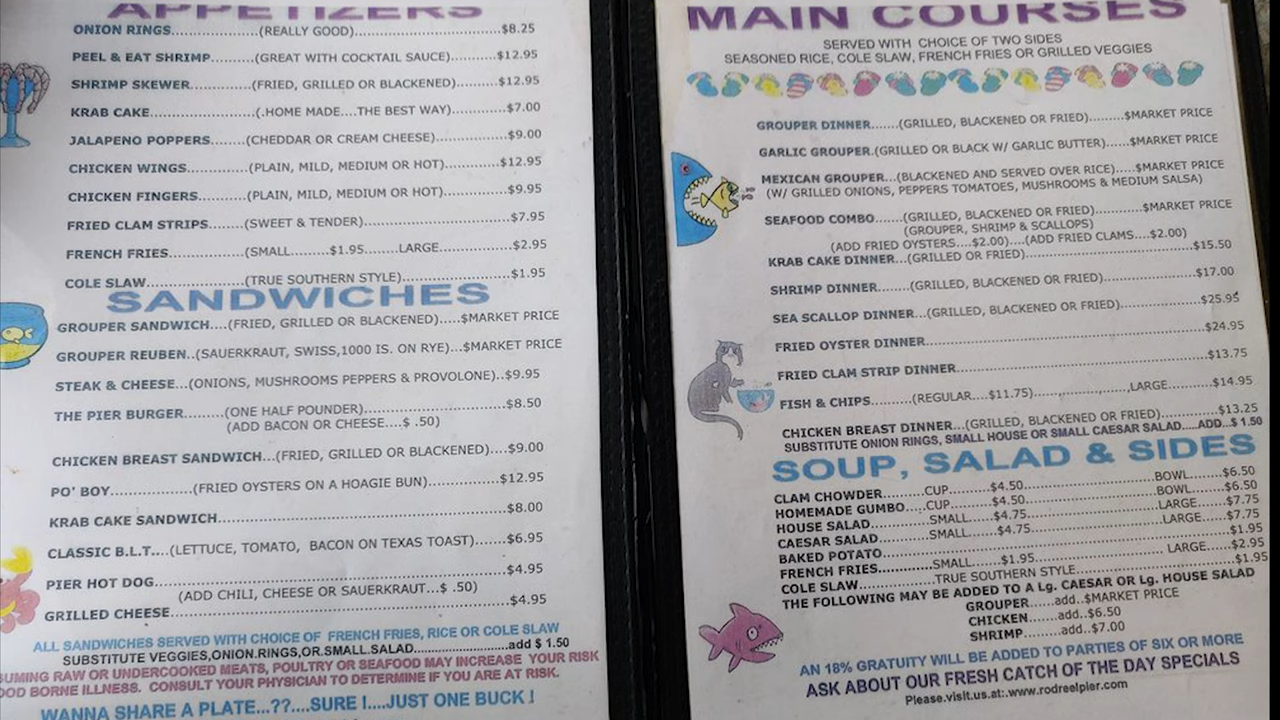 APPETIZERS
ONION RINGS....................(REALLY GOOD)..................................$8.25
PEEL & EAT SHRIMP..........(GREAT WITH COCKTAIL SAUCE)..........$12.95
SHRIMP SKEWER..............(FRIED, GRILLED OR BLACKENED).........$12.95
KRAB CAKE........................(.HOME MADE....THE BEST WAY)..........$7.00
JALAPENO POPPERS..........(CHEDDAR OR CREAM CHEESE)..............$9.00
CHICKEN WINGS...............(PLAIN, MILD, MEDIUM OR HOT)..........$12.95
CHICKEN FINGERS............(PLAIN, MILD, MEDIUM OR HOT)..........$9.95
FRIED CLAM STRIPS.........(SWEET & TENDER)............................$7.95
FRENCH FRIES..................(SMALL.........$1.95........LARGE.............$2.95
COLE SLAW......................(TRUE SOUTHERN STYLE).....................$1.95
SANDWICHES
GROUPER SANDWICH....(FRIED, GRILLED OR BLACKENED).....$MARKET PRICE
GROUPER REUBEN..(SAUERKRAUT, SWISS,1000 IS. ON RYE)...$MARKET PRICE
STEAK & CHEESE...(ONIONS, MUSHROOMS PEPPERS & PROVOLONE)..$9.95
THE PIER BURGER.........(ONE HALF POUNDER)...............................$8.50
(ADD BACON OR CHEESE....$ .50)
CHICKEN BREAST SANDWICH...(FRIED, GRILLED OR BLACKENED)....$9.00
PO' BOY..................(FRIED OYSTERS ON A HOAGIE BUN)..............$12.95
KRAB CAKE SANDWICH.................................................................$8.00
CLASSIC B.L.T....(LETTUCE, TOMATO, BACON ON TEXAS TOAST)......$6.95
PIER HOT DOG..............................................................................$4.95
(ADD CHILI, CHEESE OR SAUERKRAUT...$ .50)
GRILLED CHEESE...........................................................................$4.95
ALL SANDWICHES SERVED WITH CHOICE OF FRENCH FRIES, RICE OR COLE SLAW
SUBSTITUTE VEGGIES,ONION.RINGS,OR.SMALL.SALAD............................add $ 1.50
SUMING RAW OR UNDERCOOKED MEATS, POULTRY OR SEAFOOD MAY INCREASE YOUR RISK
OOD BORNE ILLNESS. CONSULT YOUR PHYSICIAN TO DETERMINE IF YOU ARE AT RISK.
WANNA SHARE A PLATE...??....SURE !....JUST ONE BUCK !
MAIN COURSES
SERVED WITH CHOICE OF TWO SIDES
SEASONED RICE, COLE SLAW, FRENCH FRIES OR GRILLED VEGGIES
GROUPER DINNER.......(GRILLED, BLACKENED OR FRIED).........$MARKET PRICE
GARLIC GROUPER.(GRILLED OR BLACK W/ GARLIC BUTTER)......$MARKET PRICE
MEXICAN GROUPER...(BLACKENED AND SERVED OVER RICE).....$MARKET PRICE
(W/ GRILLED ONIONS, PEPPERS TOMATOES, MUSHROOMS & MEDIUM SALSA)
SEAFOOD COMBO.......(GRILLED, BLACKENED OR FRIED)............$MARKET PRICE
(GROUPER, SHRIMP & SCALLOPS)
(ADD FRIED OYSTERS....$2.00)....(ADD FRIED CLAMS....$2.00)
KRAB CAKE DINNER...(GRILLED OR FRIED)..........................................$15.50
SHRIMP DINNER........(GRILLED, BLACKENED OR FRIED)....................$17.00
SEA SCALLOP DINNER...(GRILLED, BLACKENED OR FRIED)..................$25.95
FRIED OYSTER DINNER..................................................................$24.95
FRIED CLAM STRIP DINNER............................................................$13.75
FISH & CHIPS..........(REGULAR....$11.75)........................LARGE...........$14.95
CHICKEN BREAST DINNER...(GRILLED, BLACKENED OR FRIED)..............$13.25
SUBSTITUTE ONION RINGS, SMALL HOUSE OR SMALL CAESAR SALAD.....ADD...$ 1.50
SOUP, SALAD & SIDES
CLAM CHOWDER..........CUP..........$4.50................................BOWL........$6.50
HOMEMADE GUMBO.....CUP..........$4.50................................BOWL........$6.50
HOUSE SALAD..............SMALL......$4.75................................LARGE.......$7.75
CAESAR SALAD............SMALL......$4.75................................LARGE.......$7.75
BAKED POTATO.............................................................................$1.95
FRENCH FRIES..............SMALL......$1.95............................ LARGE.......$2.95
COLE SLAW..................TRUE SOUTHERN STYLE....................................$1.95
THE FOLLOWING MAY BE ADDED TO A Lg. CAESAR OR Lg. HOUSE SALAD
GROUPER......add..$MARKET PRICE
CHICKEN.......add..$6.50
SHRIMP........add..$7.00
AN 18% GRATUITY WILL BE ADDED TO PARTIES OF SIX OR MORE
ASK ABOUT OUR FRESH CATCH OF THE DAY SPECIALS
Please.visit.us.at:.www.rodreelpier.com